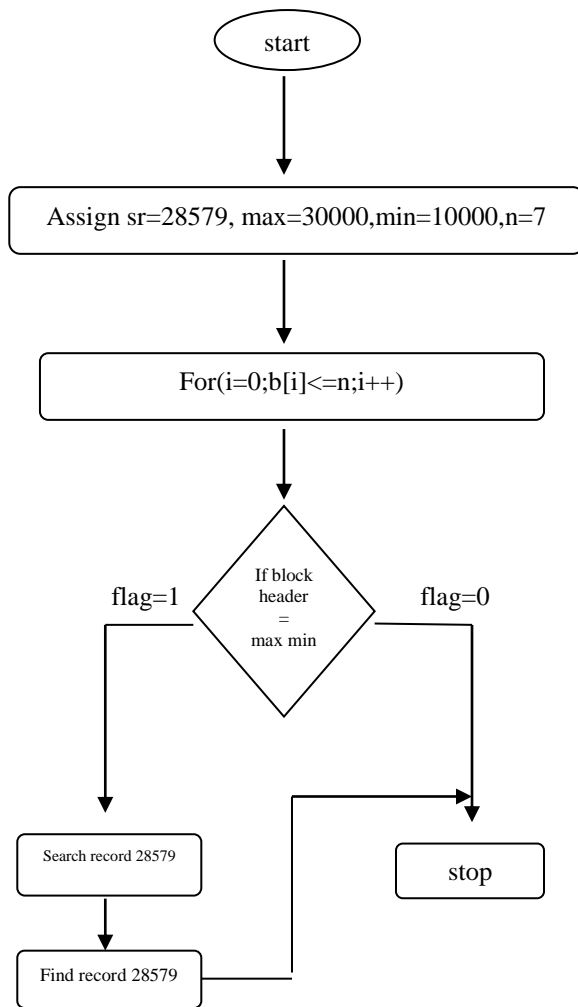 start
Assign sr=28579, max=30000,min=10000,n=7
For(i=0;b[i]<=n;i++)
If block
header
=
max min
flag=1
flag=0
Search record 28579
stop
Find record 28579